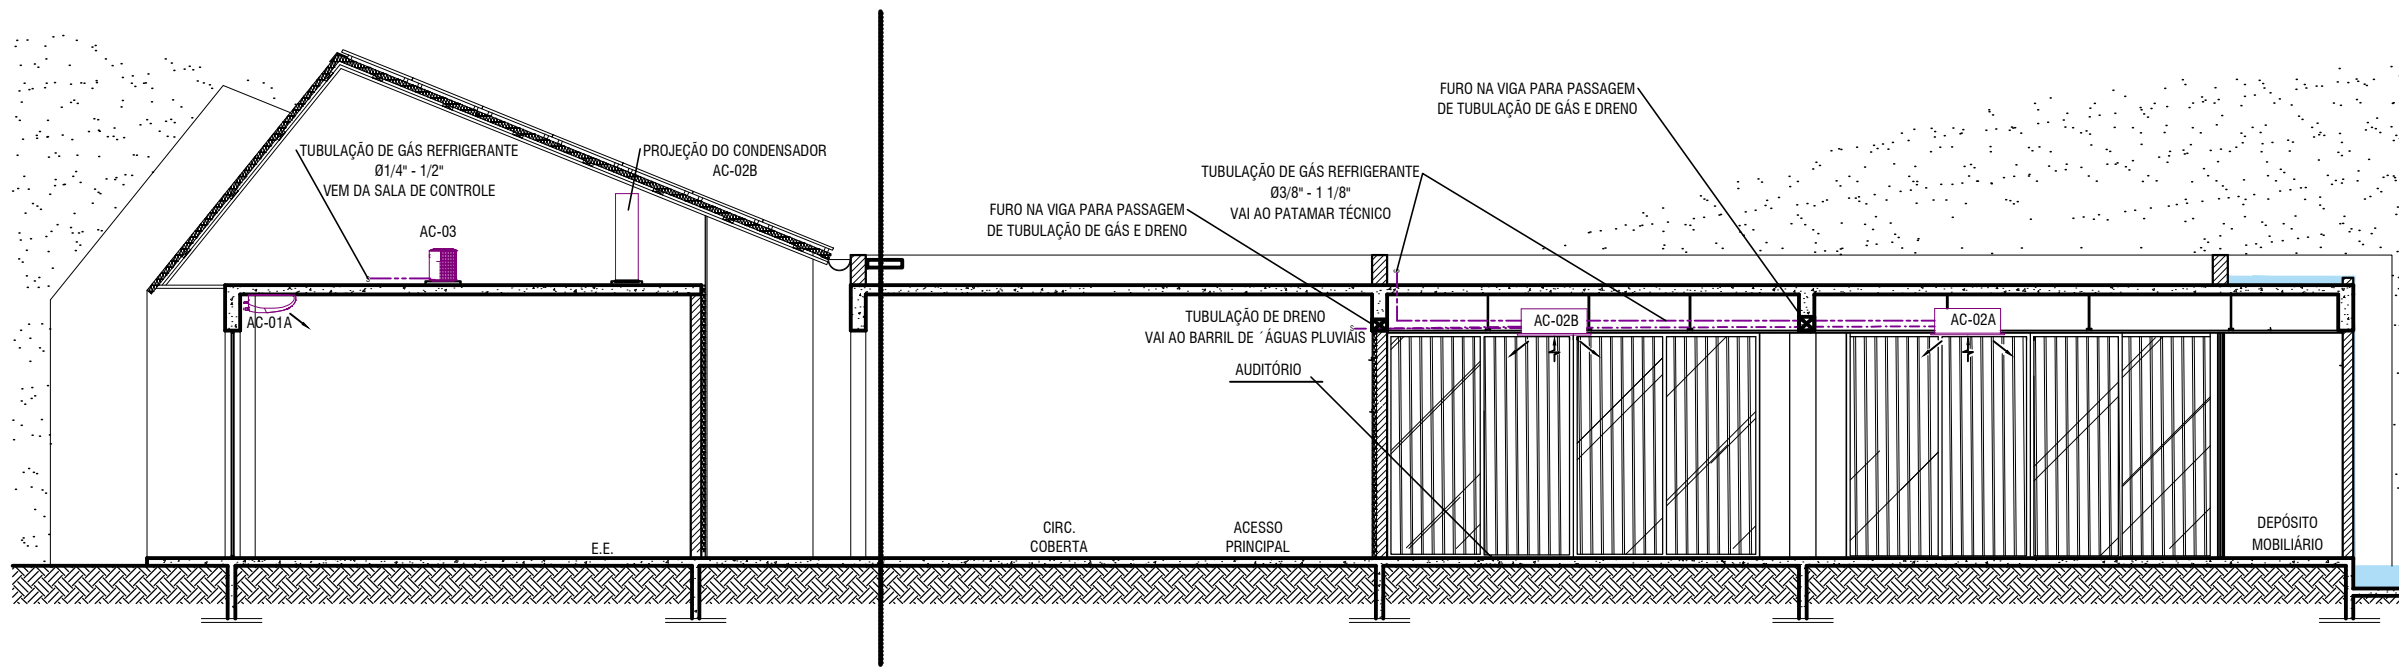 FURO NA VIGA PARA PASSAGEM
DE TUBULAÇÃO DE GÁS E DRENO
TUBULAÇÃO DE GÁS REFRIGERANTE
Ø1/4" - 1/2"
VEM DA SALA DE CONTROLE
PROJEÇÃO DO CONDENSADOR
AC-02B
TUBULAÇÃO DE GÁS REFRIGERANTE
Ø3/8" - 1 1/8"
VAI AO PATAMAR TÉCNICO
FURO NA VIGA PARA PASSAGEM
DE TUBULAÇÃO DE GÁS E DRENO
AC-03
AC-01A
TUBULAÇÃO DE DRENO
VAI AO BARRIL DE ´ÁGUAS PLUVIAIS
AC-02B
AC-02A
AUDITÓRIO
E.E.
CIRC.
COBERTA
ACESSO
PRINCIPAL
DEPÓSITO
MOBILIÁRIO